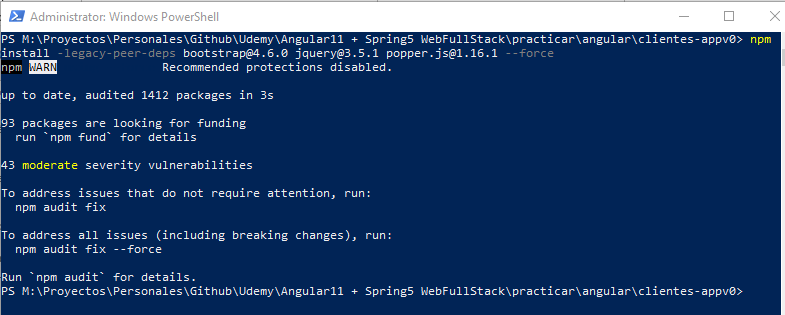 Administrator: Windows PowerShell
PS M:\Proyectos\Personales\Github\Udemy\Angular11 + Spring5 WebFullStack\practicar\angular\clientes-appv0> npm
install -legacy-peer-deps bootstrap@4.6.0 jquery@3.5.1 popper.js@1.16.1 --force
npm WARN Recommended protections disabled.
up to date, audited 1412 packages in 3s
93 packages are looking for funding
run `npm fund` for details
43 moderate severity vulnerabilities
To address issues that do not require attention, run:
npm audit fix
To address all issues (including breaking changes), run:
npm audit fix --force
Run `npm audit` for details.
PS M:\Proyectos\Personales\Github\Udemy\Angular11 + Spring5 WebFullStack\practicar\angular\clientes-appv0>